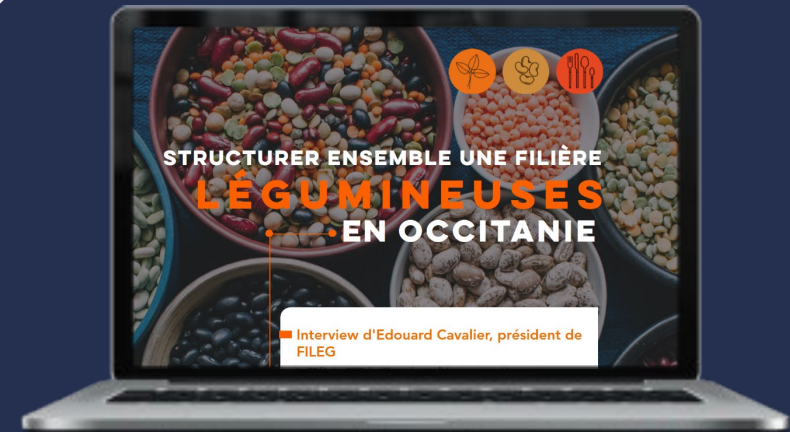 STRUCTURER ENSEMBLE UNE FILIÈRE
LÉGUMINEUSES
EN OCCITANIE
Interview d'Edouard Cavalier, président de
FILEG